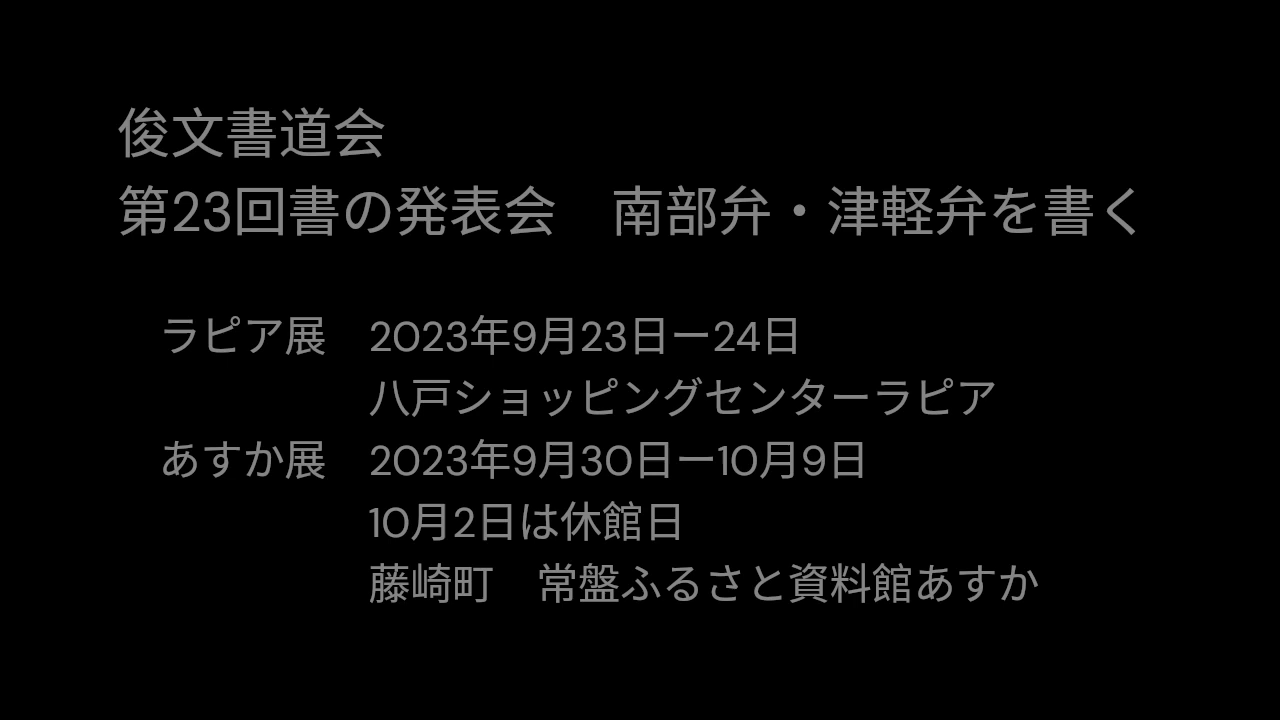 俊文書道会
第23回書の発表会　南部弁・津軽弁を書く
ラピア展　2023年9月23日ー24日
八戸ショッピングセンターラピア
あすか展　2023年9月30日ー10月9日
10月2日は休館日
藤崎町　常盤ふるさと資料館あすか